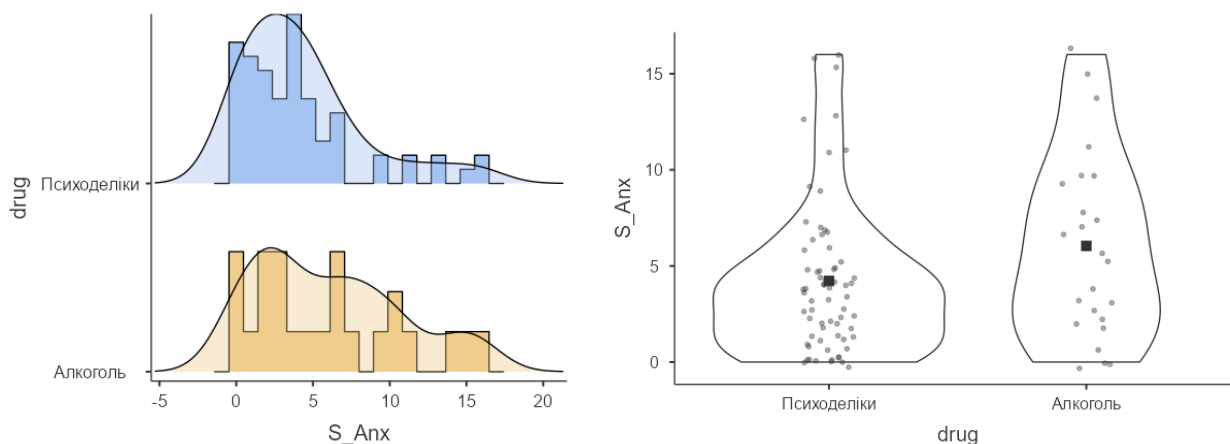 drug
Психоделіки
Алкоголь
-5
0
5
10
15
20
S_Anx
S_Anx
15
10
5
0
Психоделіки
Алкоголь
drug